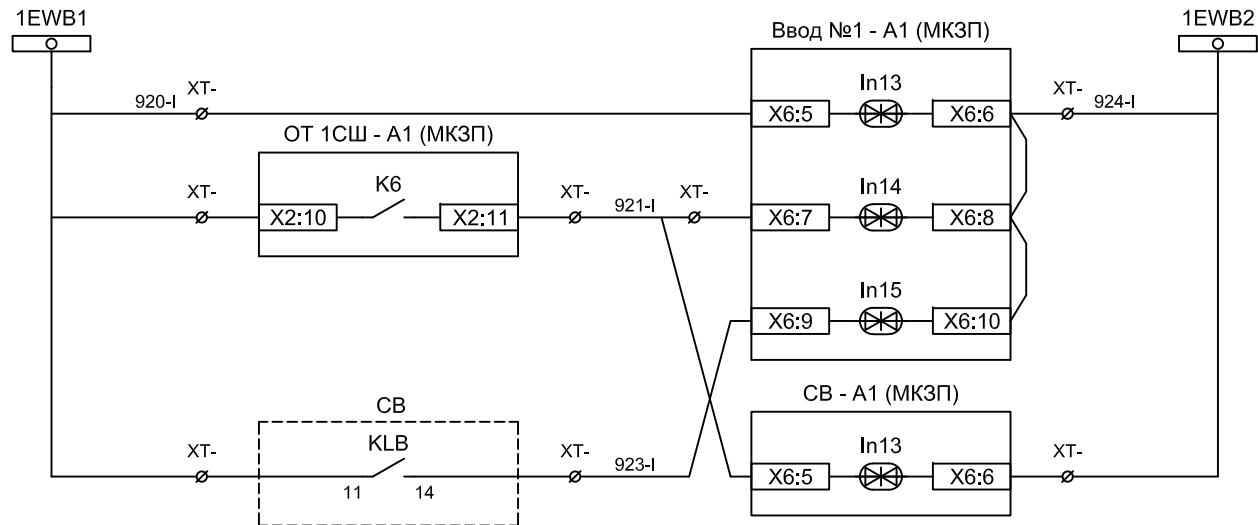 1EWB1
1EWB2
Ввод №1 - А1 (МКЗП)
XT-
920-I
In13
X6:5
X6:6
XT-
924-I
ОТ 1СШ - А1 (МКЗП)
XT-
K6
X2:10
X2:11
XT-
921-I
XT-
In14
X6:7
X6:8
In15
X6:9
X6:10
СВ
СВ - А1 (МКЗП)
XT-
KLB
11
14
XT-
923-I
In13
X6:5
X6:6
XT-